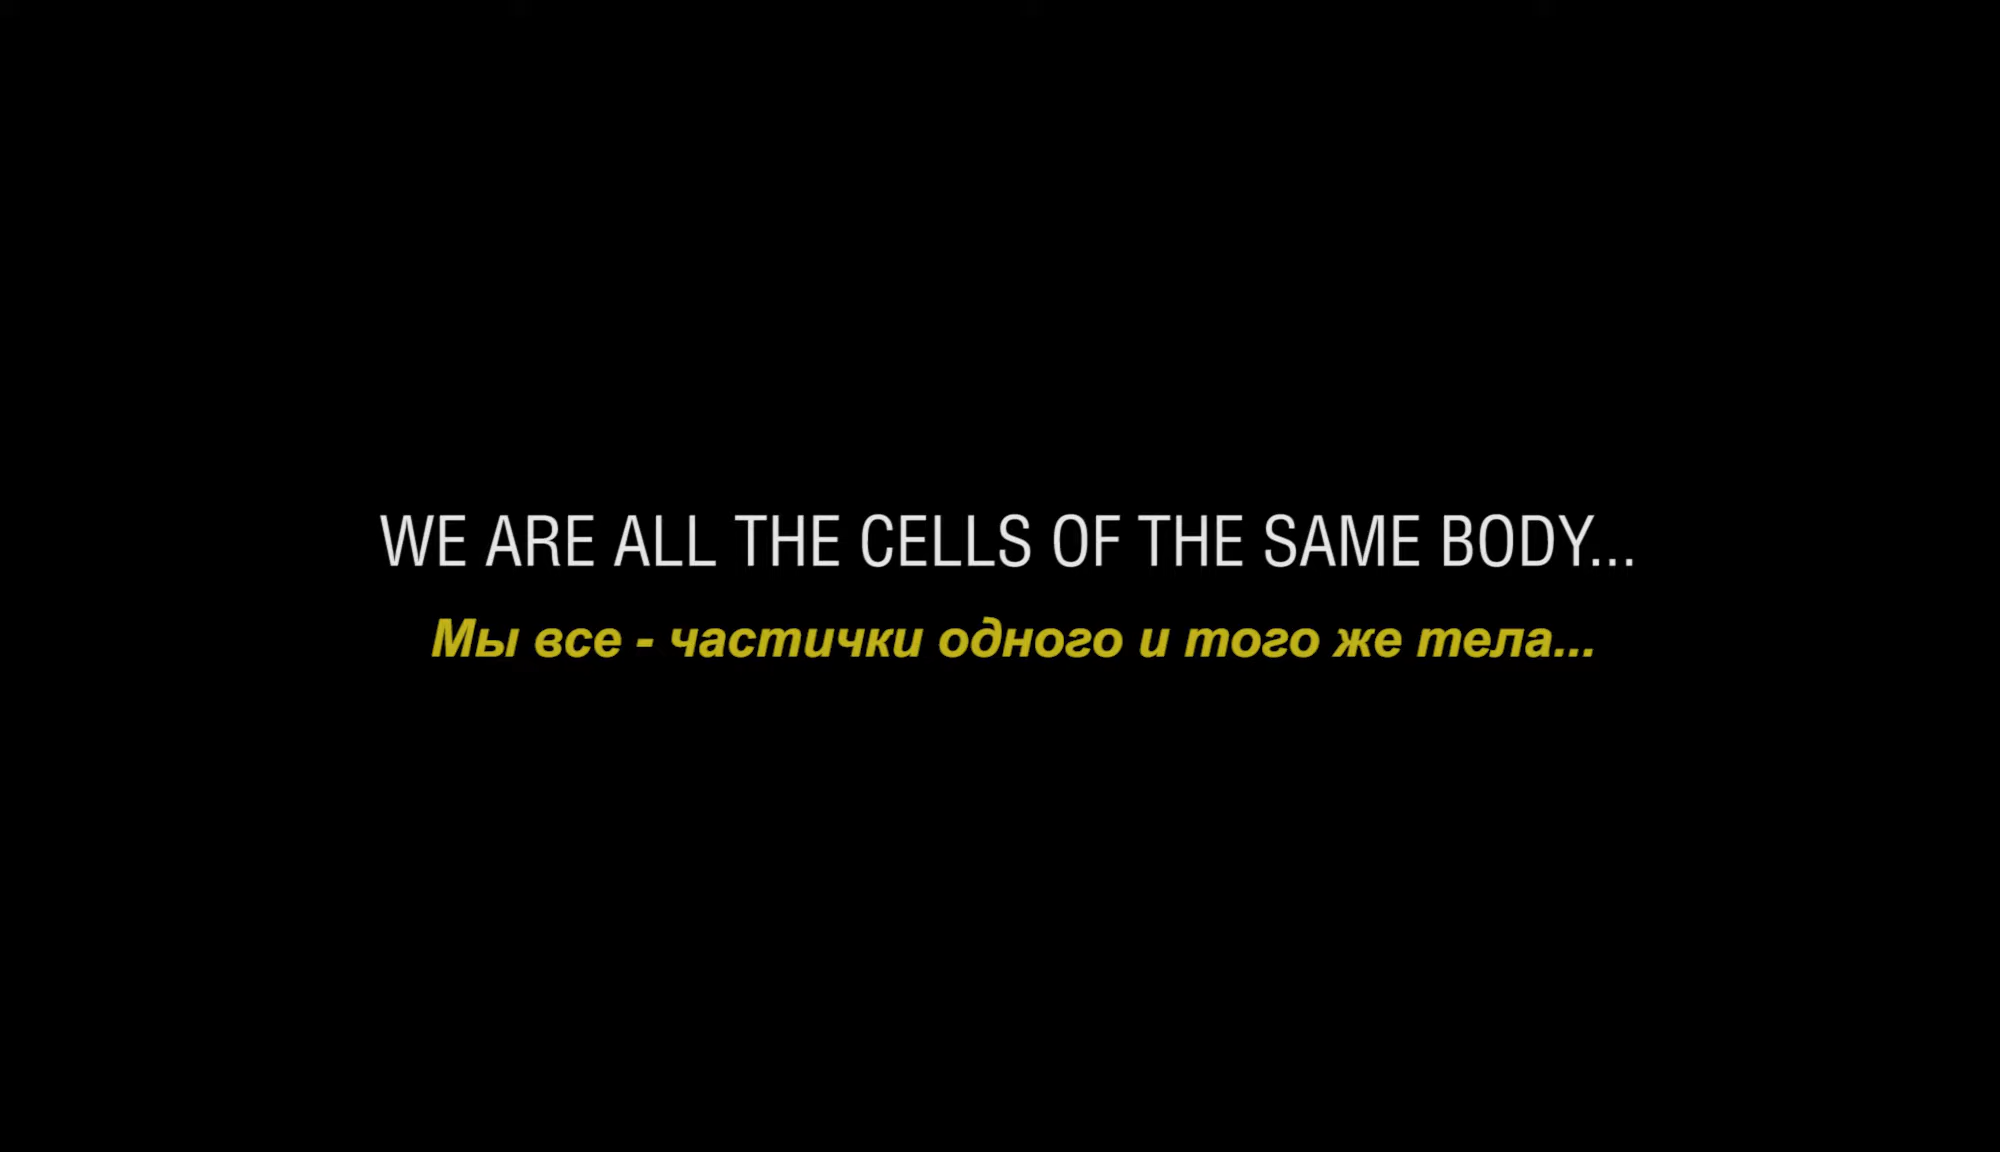 WE ARE ALL THE CELLS OF THE SAME BODY...
Мы все - частички одного и того же тела...